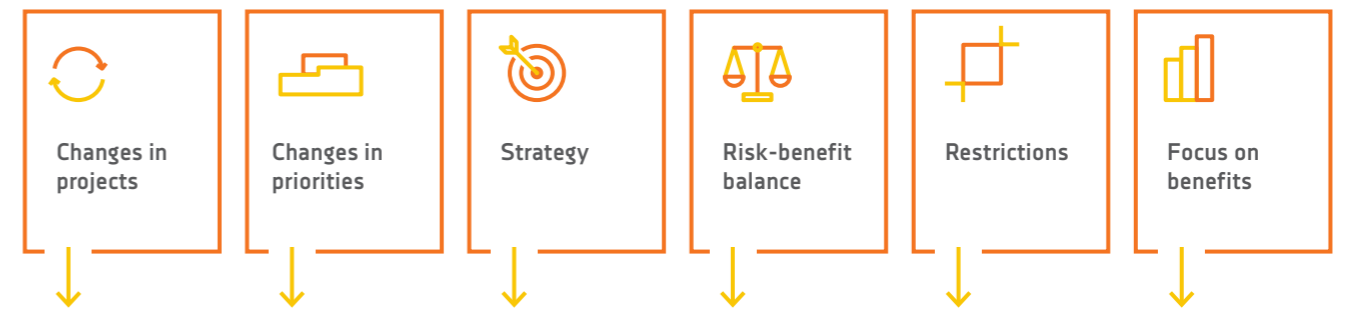 Changes in
projects
Changes in
priorities
Strategy
Risk-benefit
balance
Restrictions
Focus on
benefits